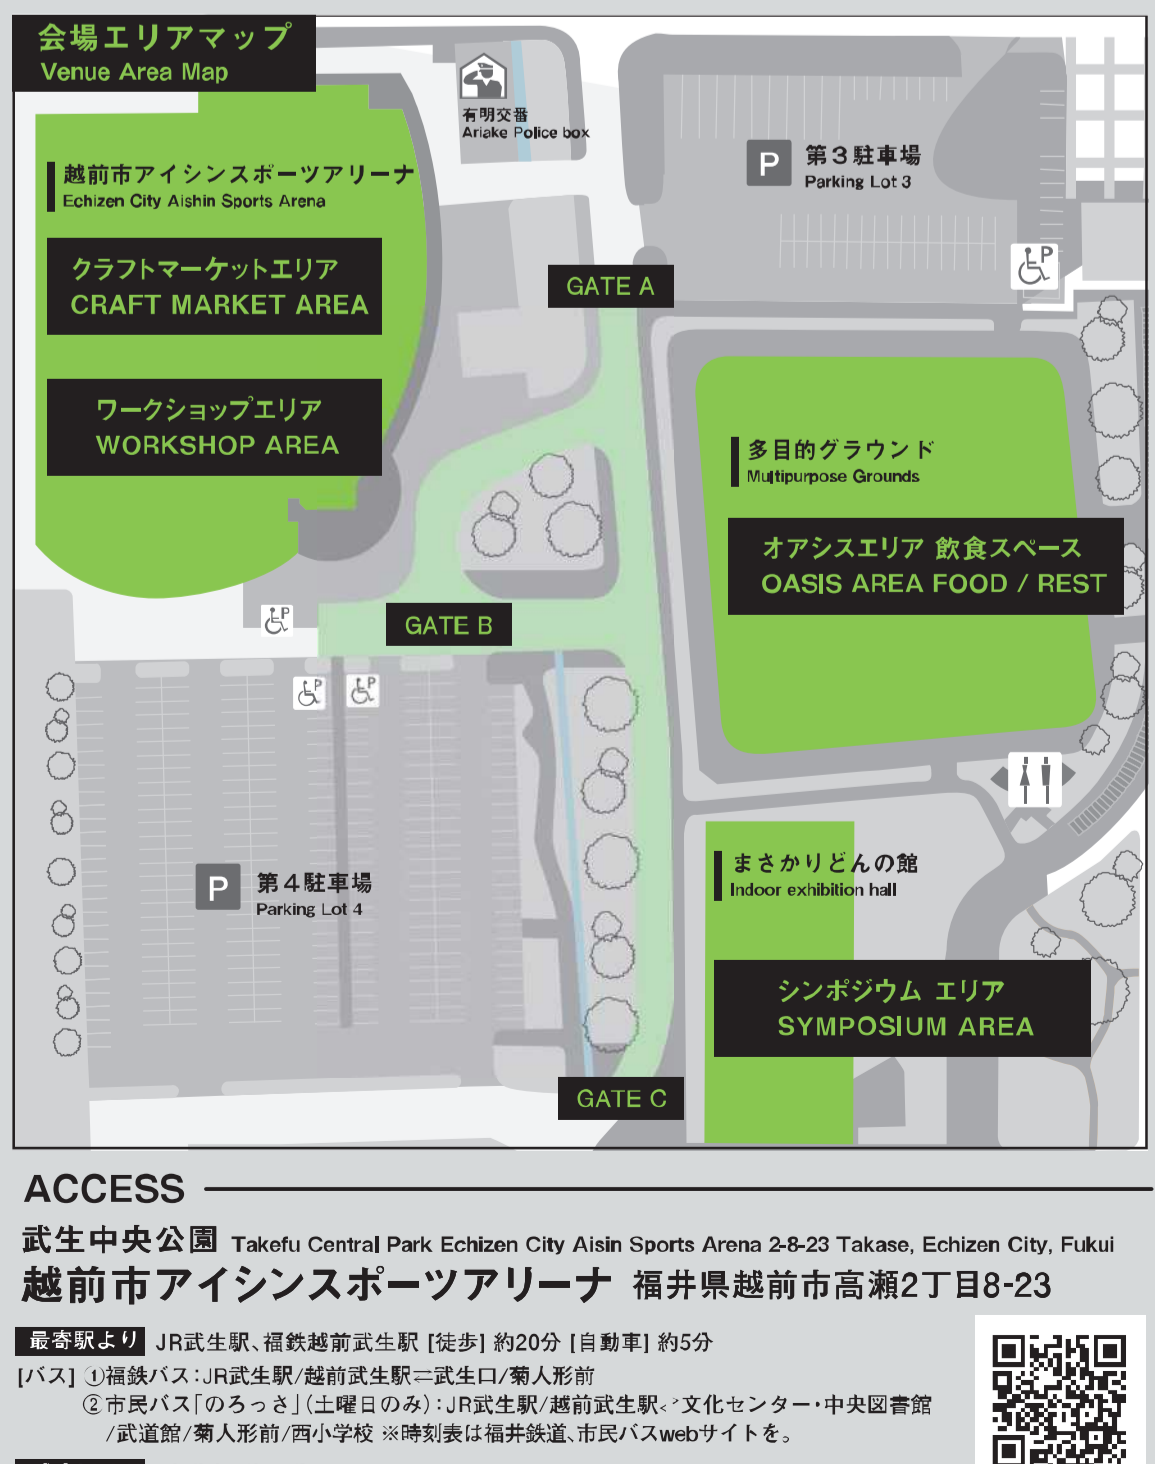 会場エリアマップ
Venue Area Map
有明交番
Ariake Police box
P
第3駐車場
Parking Lot 3
越前市アイシンスポーツアリーナ
Echizen City Aishin Sports Arena
クラフトマーケットエリア
CRAFT MARKET AREA
P
GATE A
ワークショップエリア
WORKSHOP AREA
多目的グラウンド
Multipurpose Grounds
オアシスエリア 飲食スペース
OASIS AREA FOOD / REST
P
GATE B
P
P
まさかりどんの館
Indoor exhibition hall
P
第4駐車場
Parking Lot 4
シンポジウム エリア
SYMPOSIUM AREA
GATE C
ACCESS
武生中央公園 Takefu Central Park Echizen City Aisin Sports Arena 2-8-23 Takase, Echizen City, Fukui
越前市アイシンスポーツアリーナ 福井県越前市高瀬2丁目8-23
最寄駅より JR武生駅、福鉄越前武生駅 [徒歩] 約20分 [自動車] 約5分
[バス] ①福鉄バス:JR武生駅/越前武生駅⇄武生口/菊人形前
②市民バス「のろっさ」(土曜日のみ):JR武生駅/越前武生駅<>文化センター・中央図書館
/武道館/菊人形前/西小学校 ※時刻表は福井鉄道、市民バスwebサイトを。